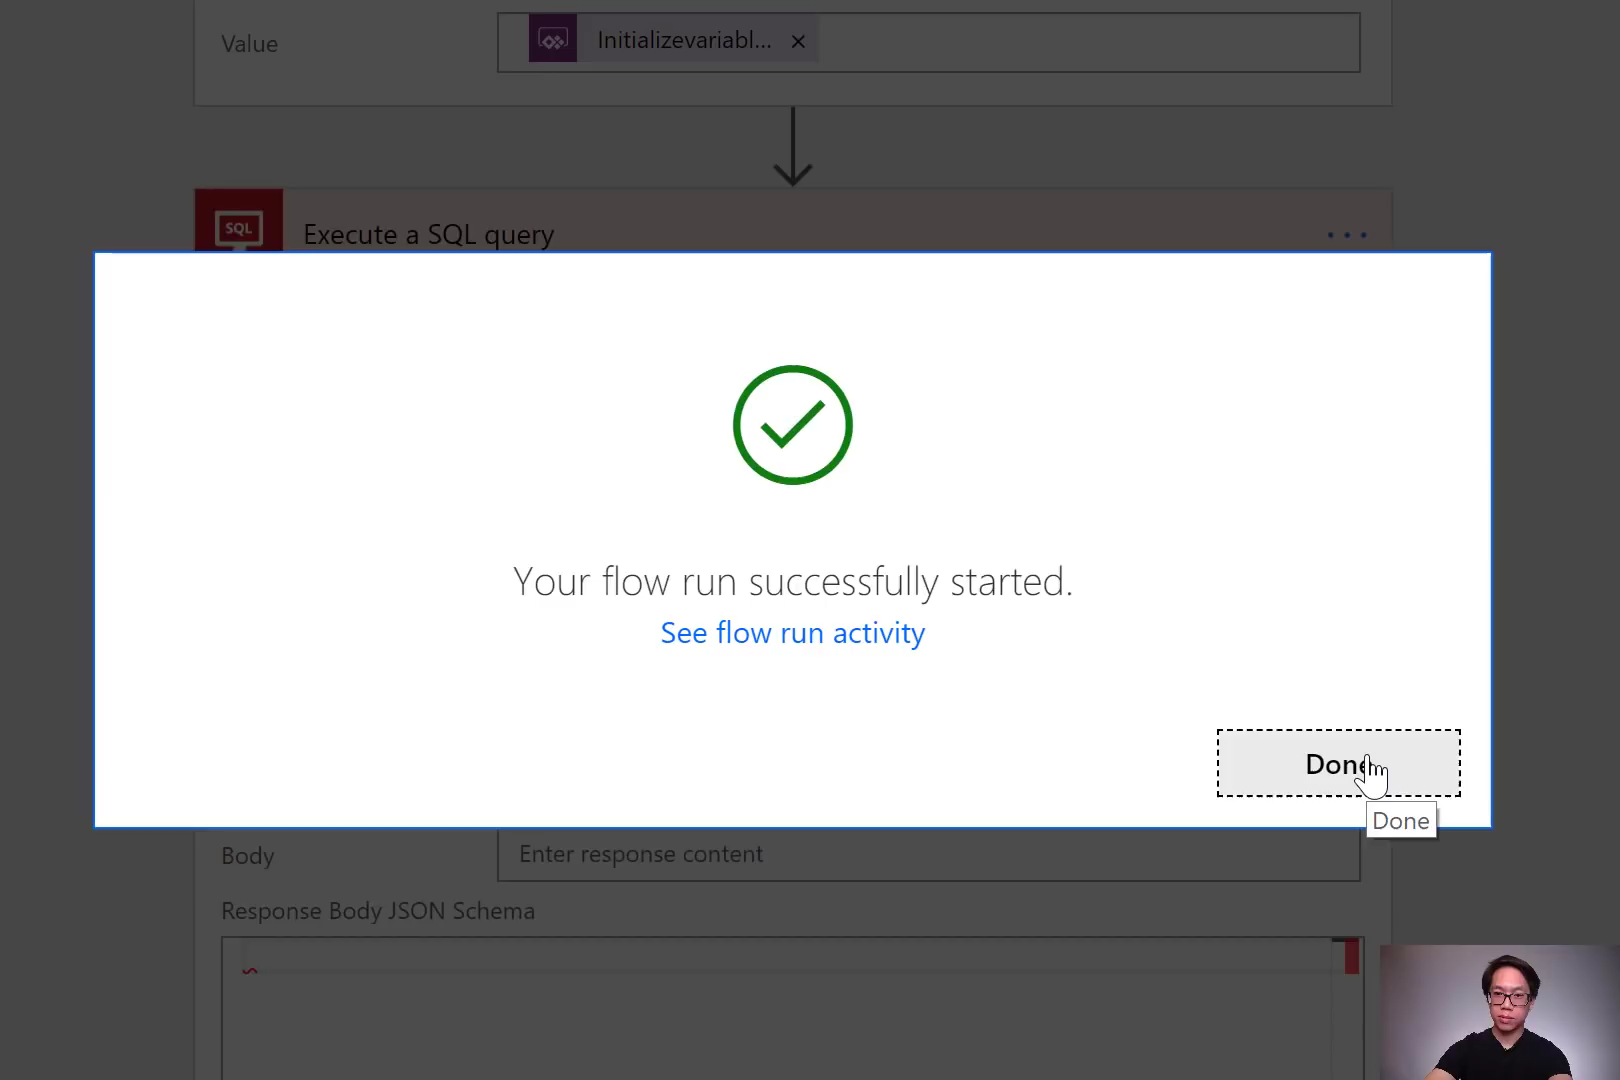 Value
Initializevariabl...
SQL
Execute a SQL query
Your flow run successfully started.
See flow run activity
Done
Done
Body
Enter response content
Response Body JSON Schema